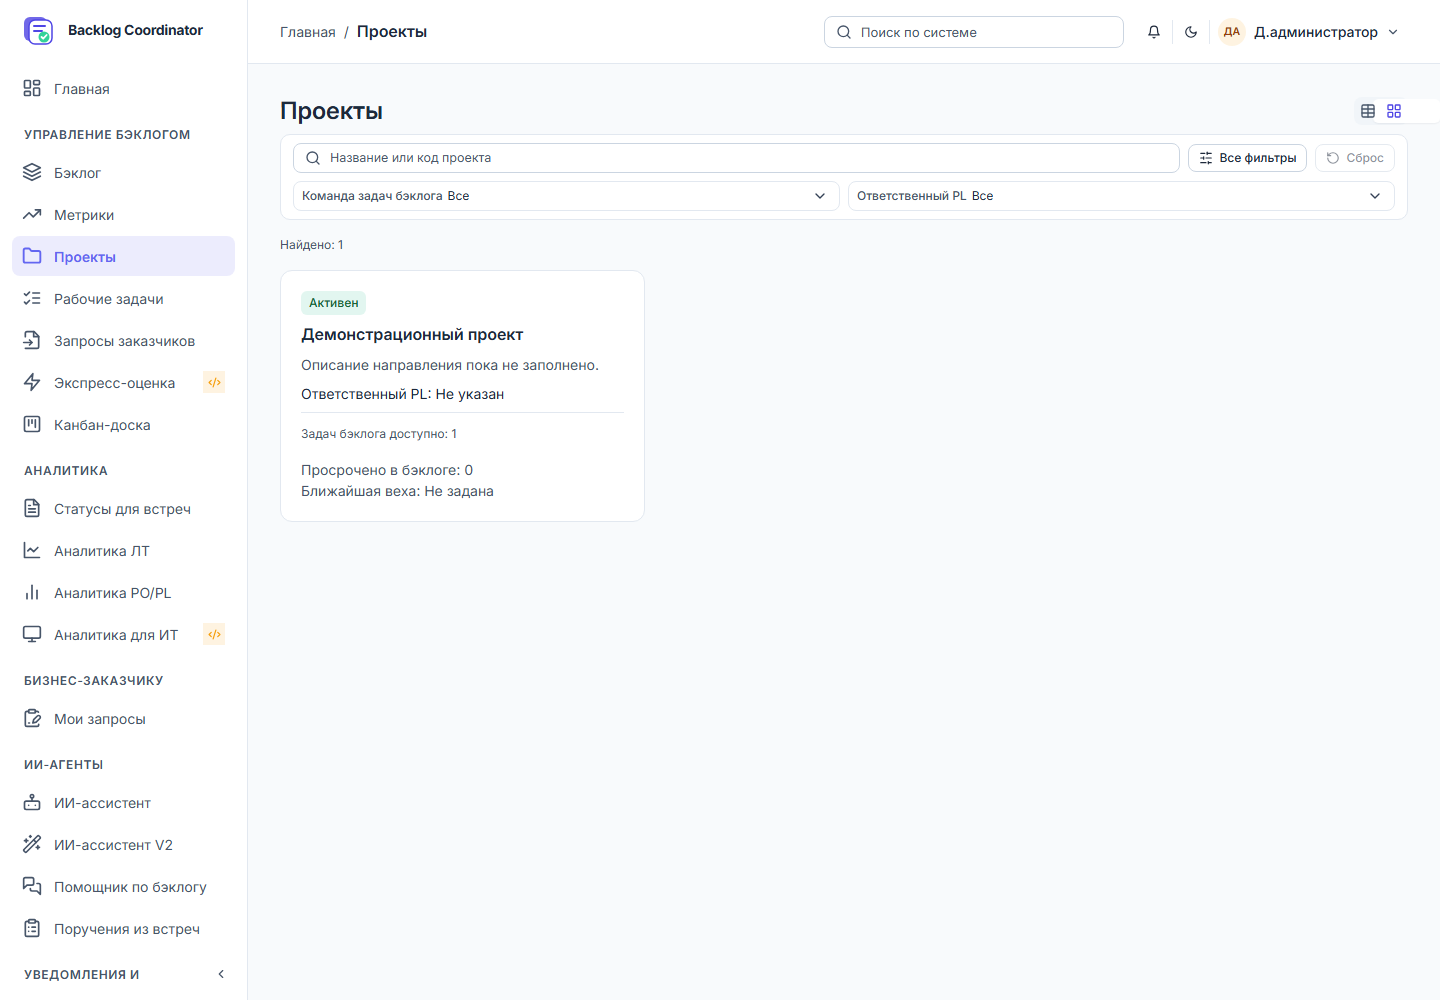 Backlog Coordinator
Главная
УПРАВЛЕНИЕ БЭКЛОГОМ
Бэклог
Метрики
Проекты
Рабочие задачи
Запросы заказчиков
Экспресс-оценка
Канбан-доска
АНАЛИТИКА
Статусы для встреч
Аналитика ЛТ
Аналитика PO/PL
Аналитика для ИТ
БИЗНЕС-ЗАКАЗЧИКУ
Мои запросы
ИИ-АГЕНТЫ
ИИ-ассистент
ИИ-ассистент V2
Помощник по бэклогу
Поручения из встреч
УВЕДОМЛЕНИЯ И
Главная / Проекты
Поиск по системе
ДА Д.администратор
Проекты
Название или код проекта
Все фильтры
Сброс
Команда задач бэклога Все
Ответственный PL Все
Найдено: 1
Активен
Демонстрационный проект
Описание направления пока не заполнено.
Ответственный PL: Не указан
Задач бэклога доступно: 1
Просрочено в бэклоге: 0
Ближайшая веха: Не задана